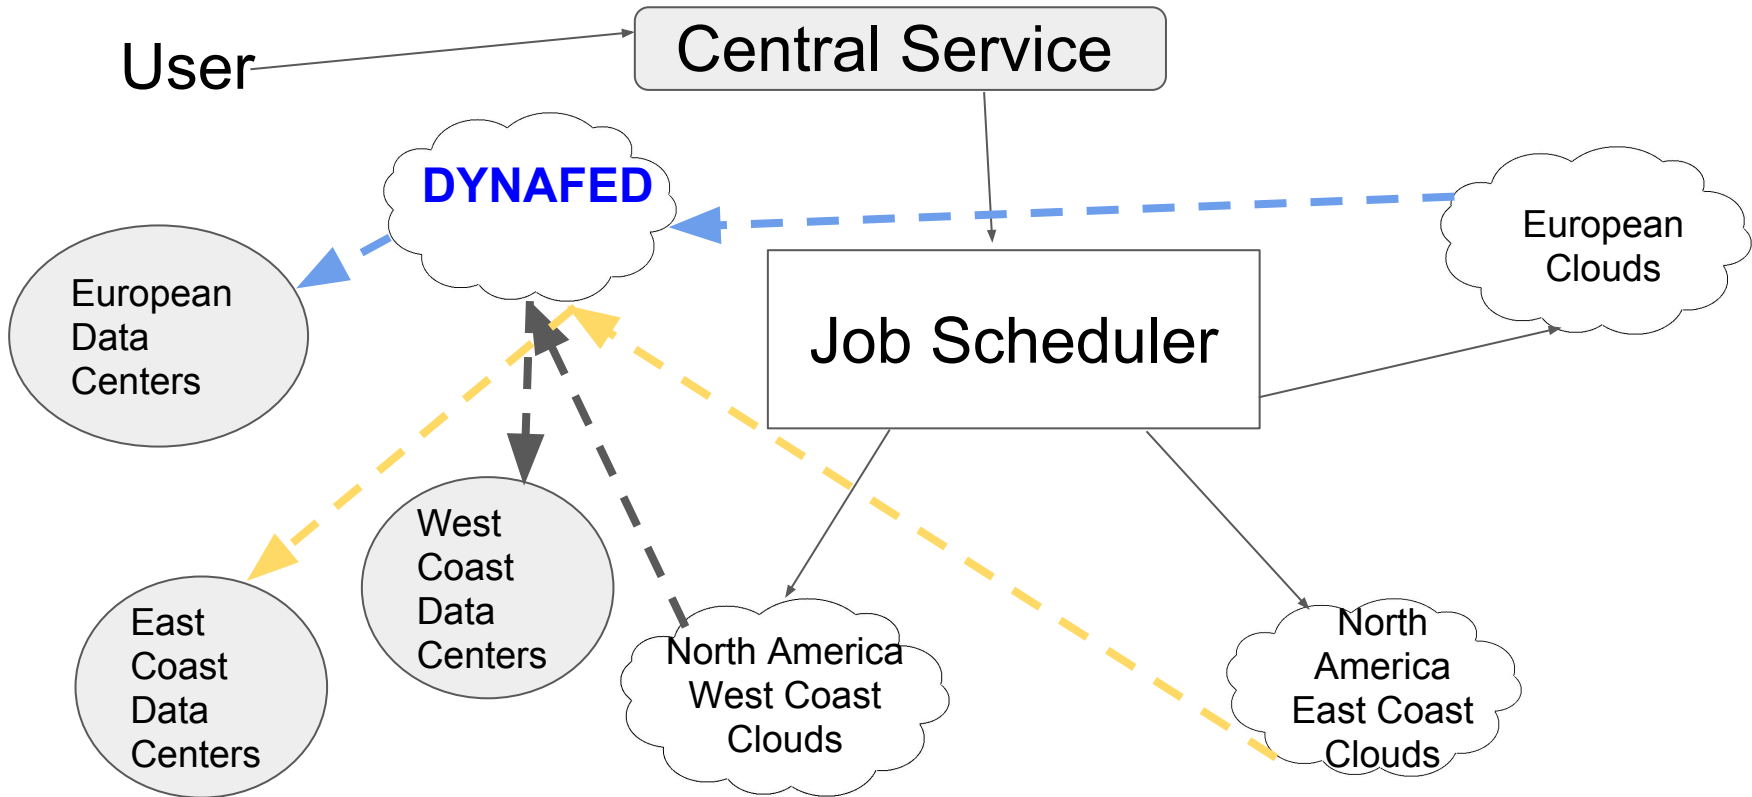 User
Central Service
DYNAFED
European
Clouds
European
Data
Centers
Job Scheduler
West
Coast
Data
Centers
East
Coast
Data
Centers
North America
West Coast
Clouds
North
America
East Coast
Clouds